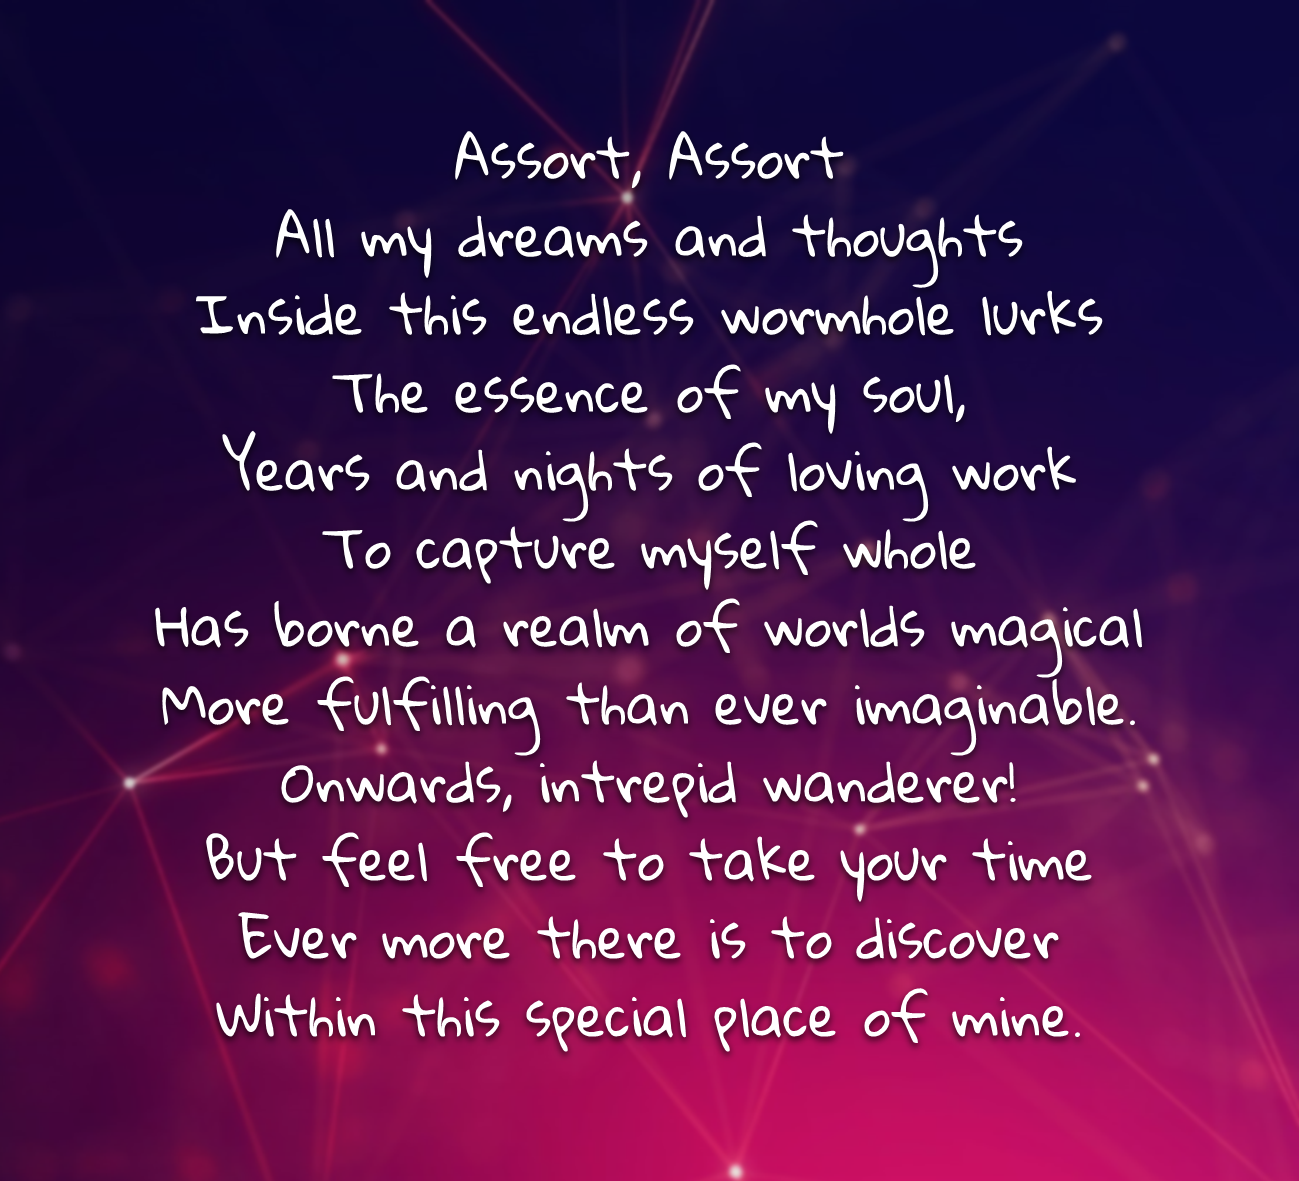 Assort, Assort
All my dreams and thoughts
Inside this endless wormhole lurks
The essence of my soul,
Years and nights of loving work
To capture myself whole
Has borne a realm of worlds magical
More fulfilling than ever imaginable.
Onwards, intrepid wanderer!
But feel free to take your time
Ever more there is to discover
Within this special place of mine.